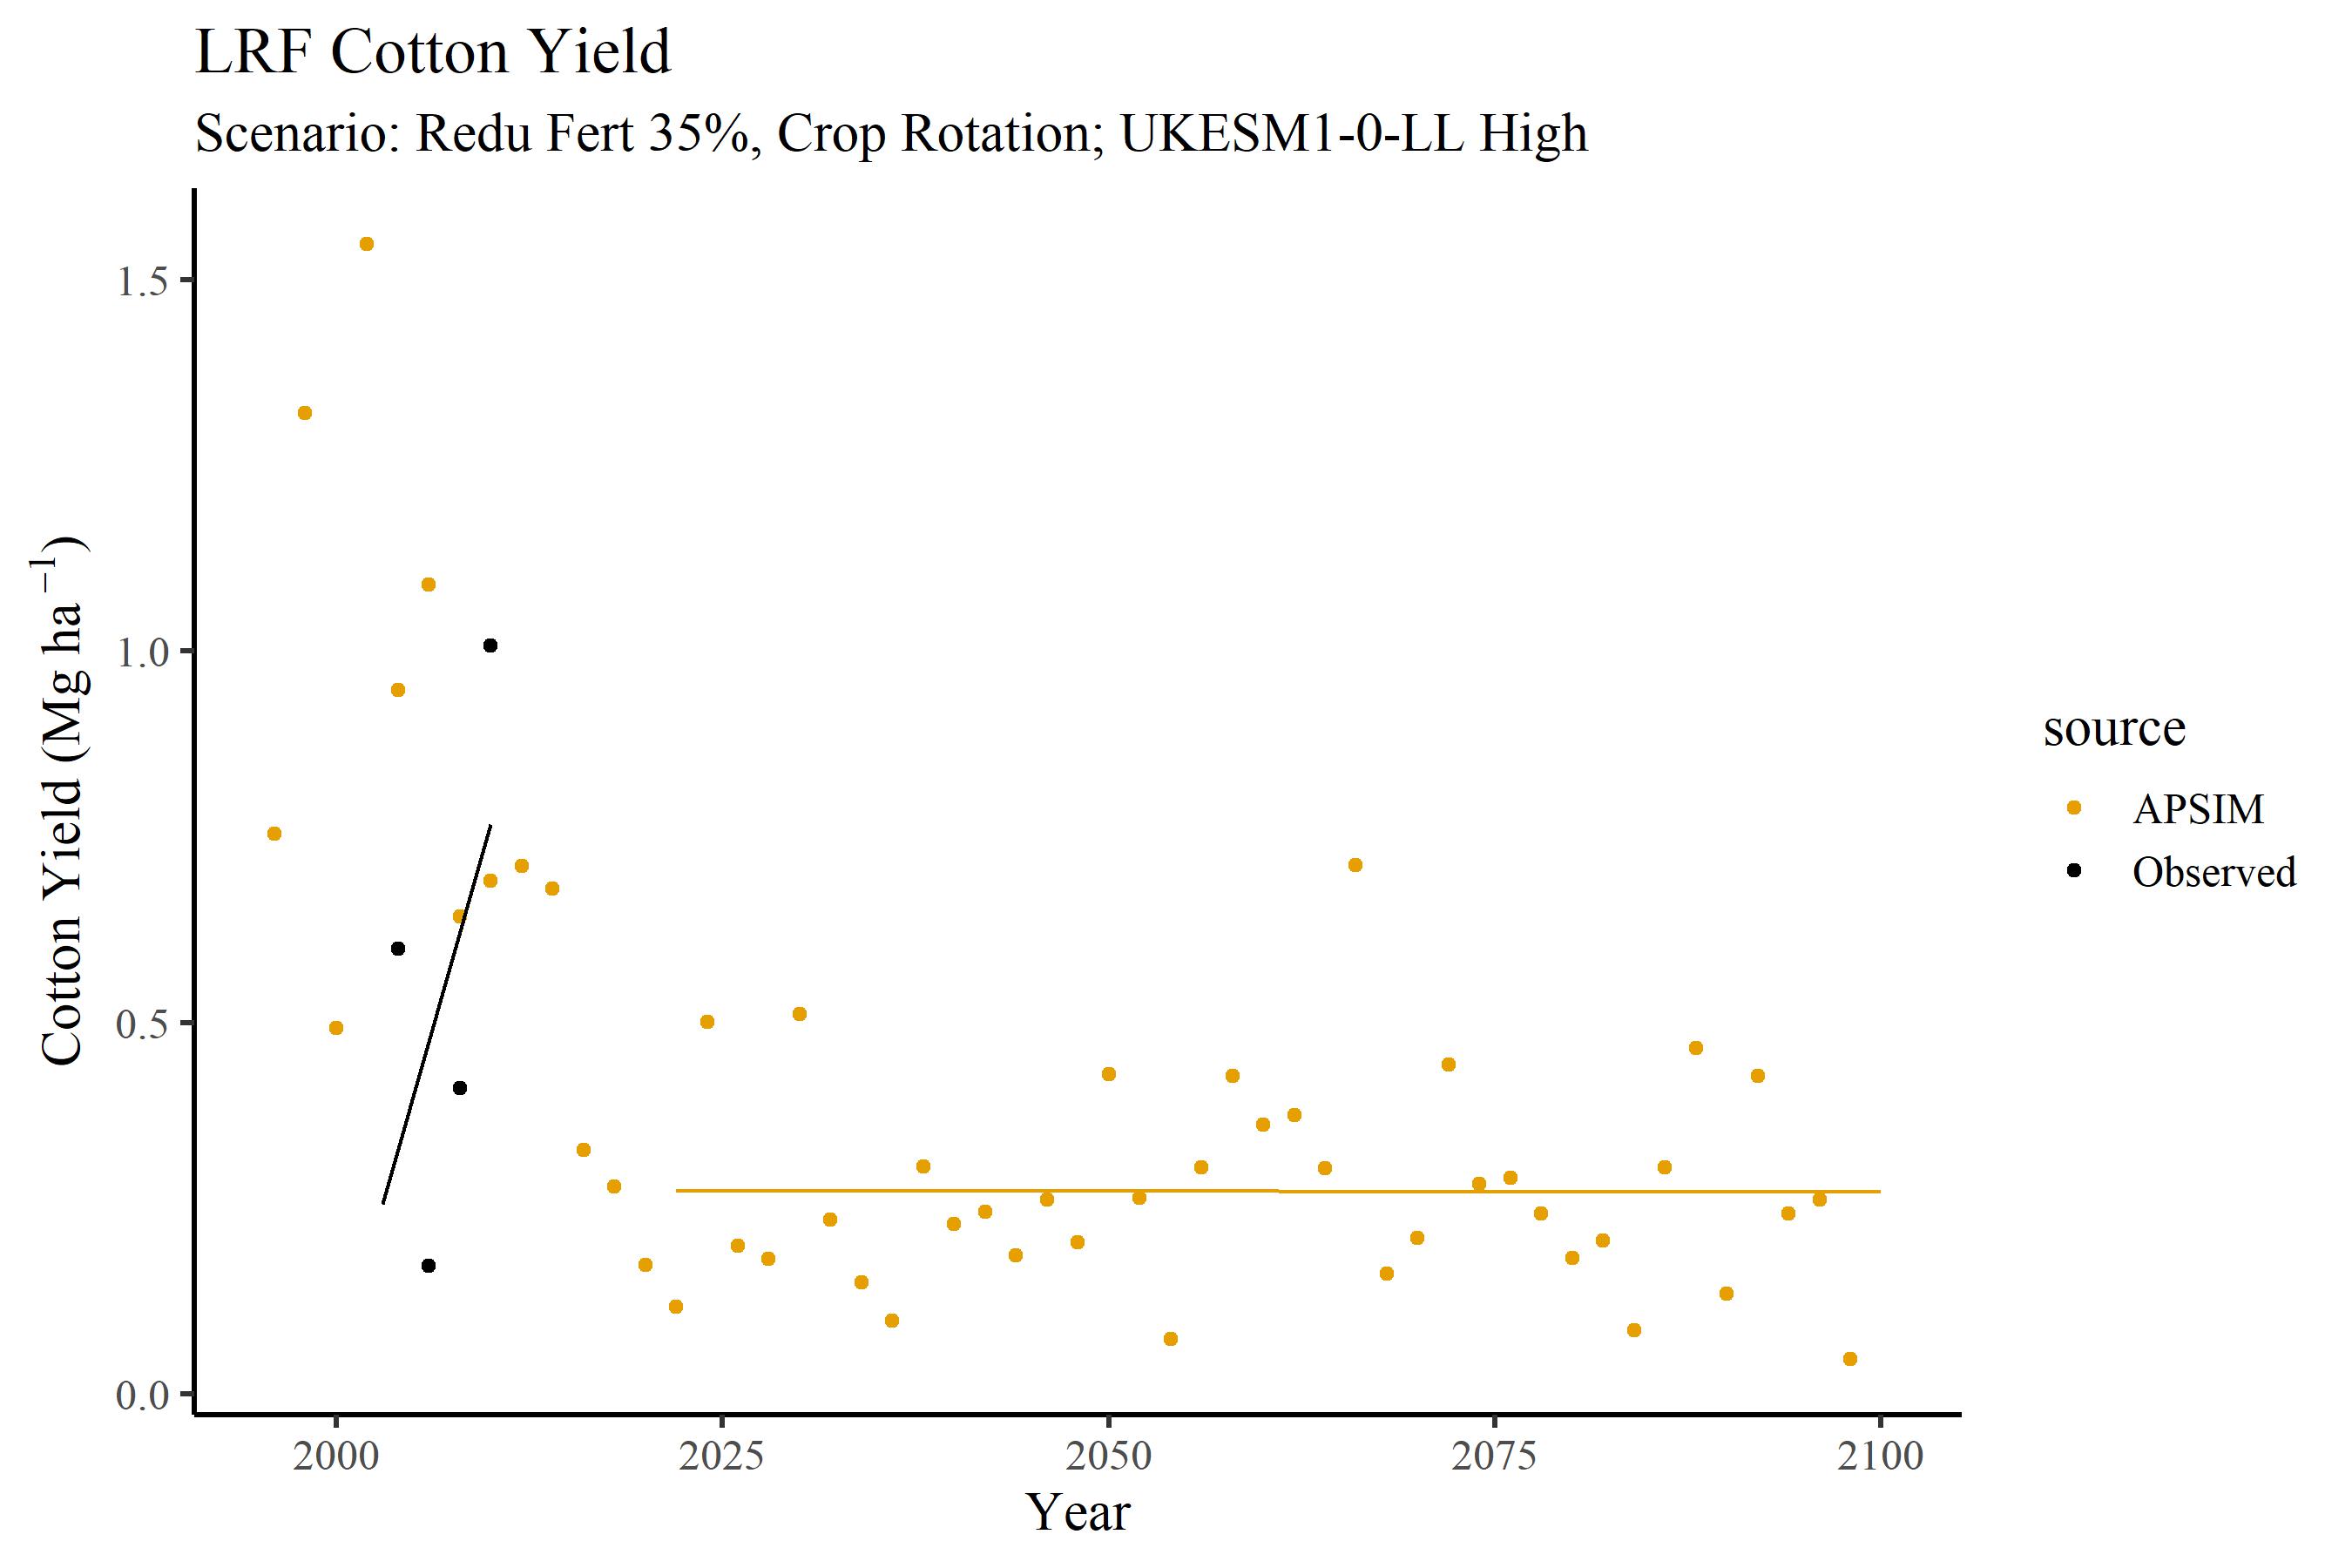 LRF Cotton Yield
Scenario: Redu Fert 35%, Crop Rotation; UKESM1-0-LL High
Cotton Yield (Mg ha⁻¹)
1.5
1.0
0.5
0.0
2000 2025 2050 2075 2100
Year
source
APSIM
Observed